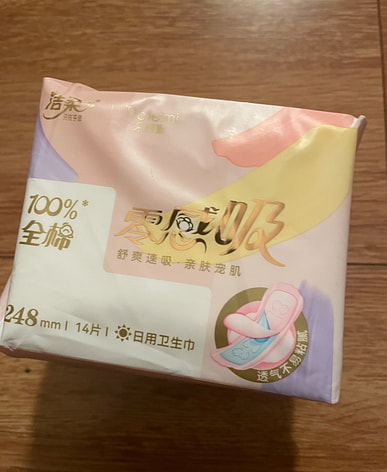 洁柔
100%*
全棉
零感吸
舒爽速吸·亲肤宠肌
248mm | 14片 | 日用卫生巾
透气不易粘腻